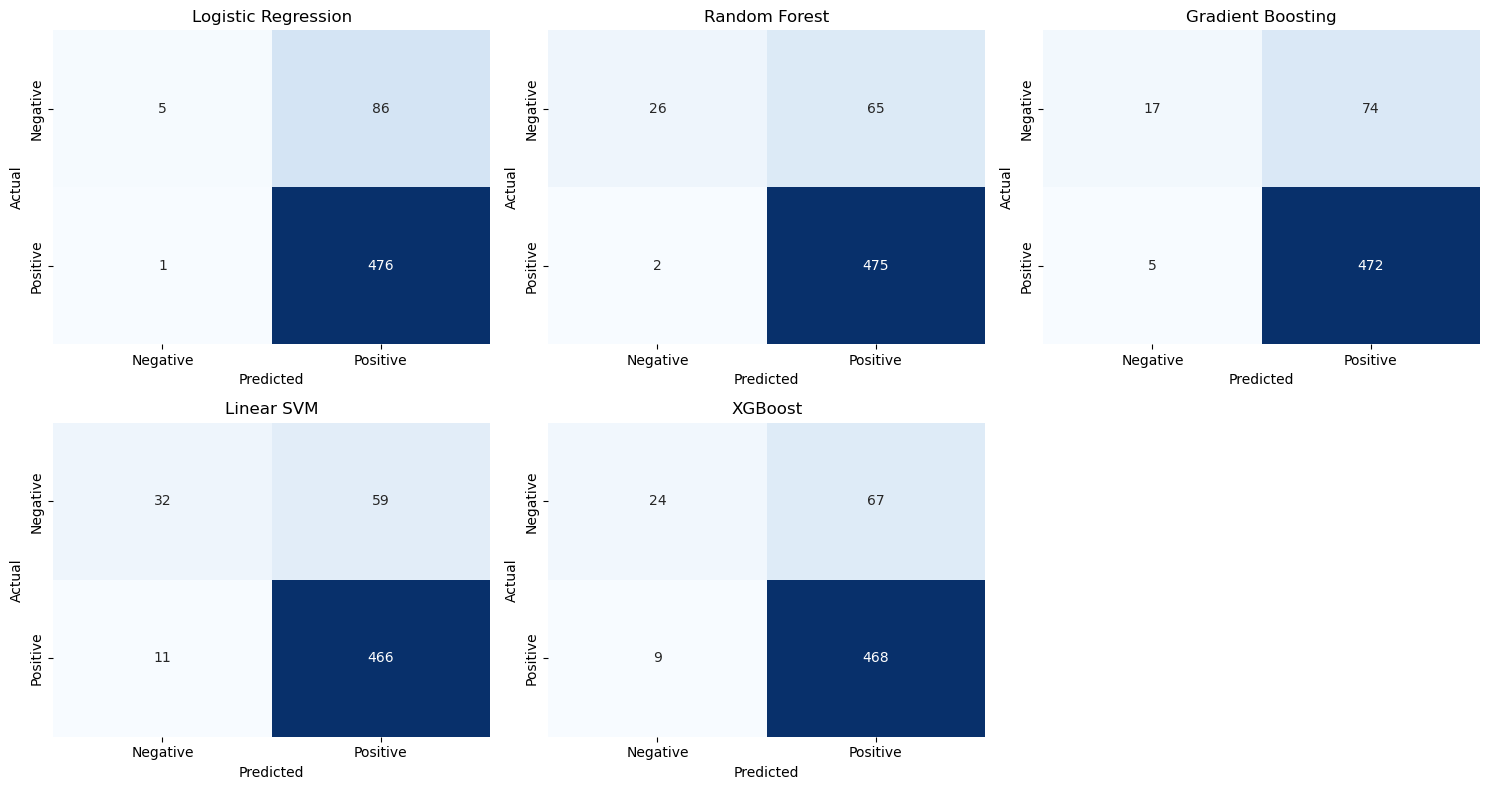 Logistic Regression
Negative
5
86
Actual
Positive
1
476
Negative
Positive
Predicted
Random Forest
Negative
26
65
Actual
Positive
2
475
Negative
Positive
Predicted
Gradient Boosting
Negative
17
74
Actual
Positive
5
472
Negative
Positive
Predicted
Linear SVM
Negative
32
59
Actual
Positive
11
466
Negative
Positive
Predicted
XGBoost
Negative
24
67
Actual
Positive
9
468
Negative
Positive
Predicted